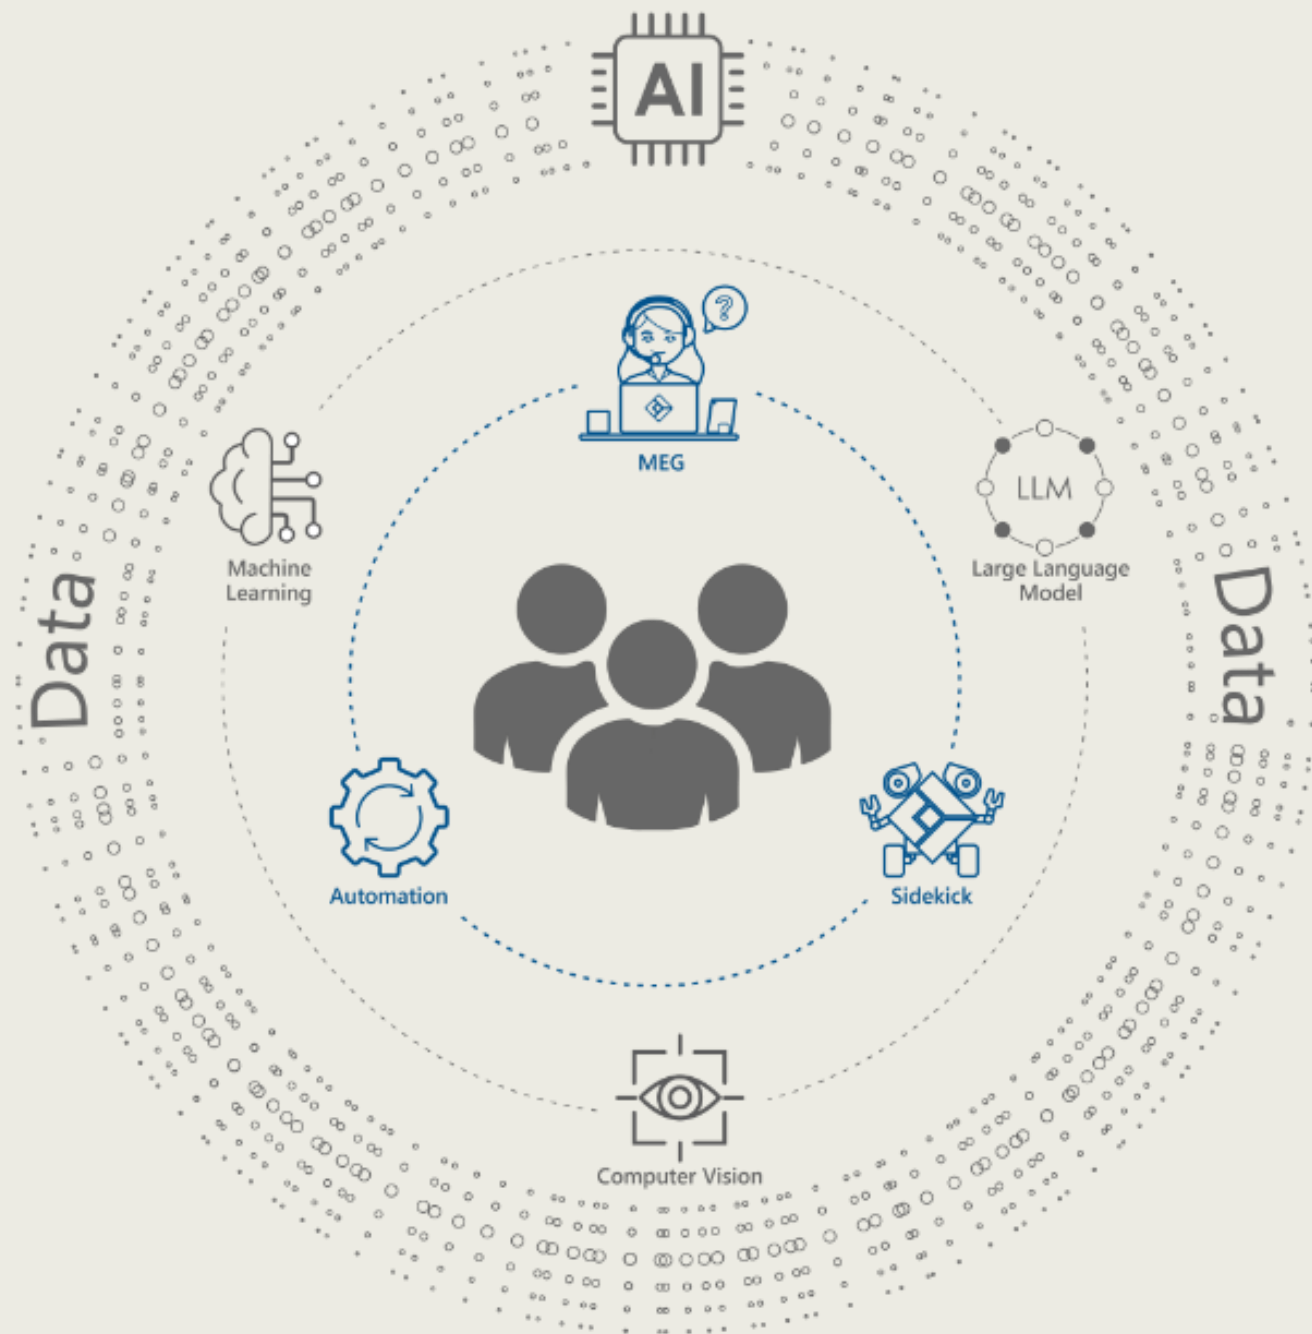 AI
MEG
LLM
Machine
Learning
Large Language
Model
Data
Data
Automation
Sidekick
Computer Vision
?